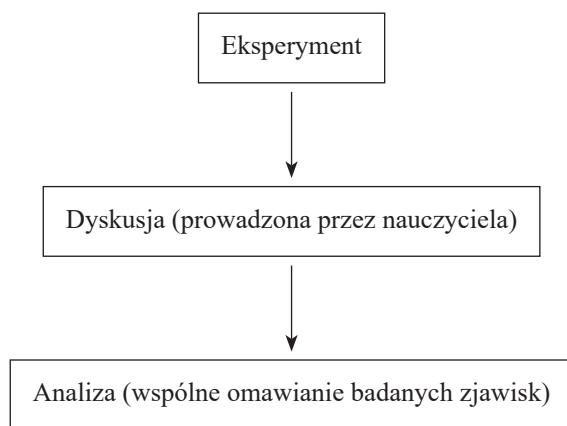 Eksperyment
Dyskusja (prowadzona przez nauczyciela)
Analiza (wspólne omawianie badanych zjawisk)